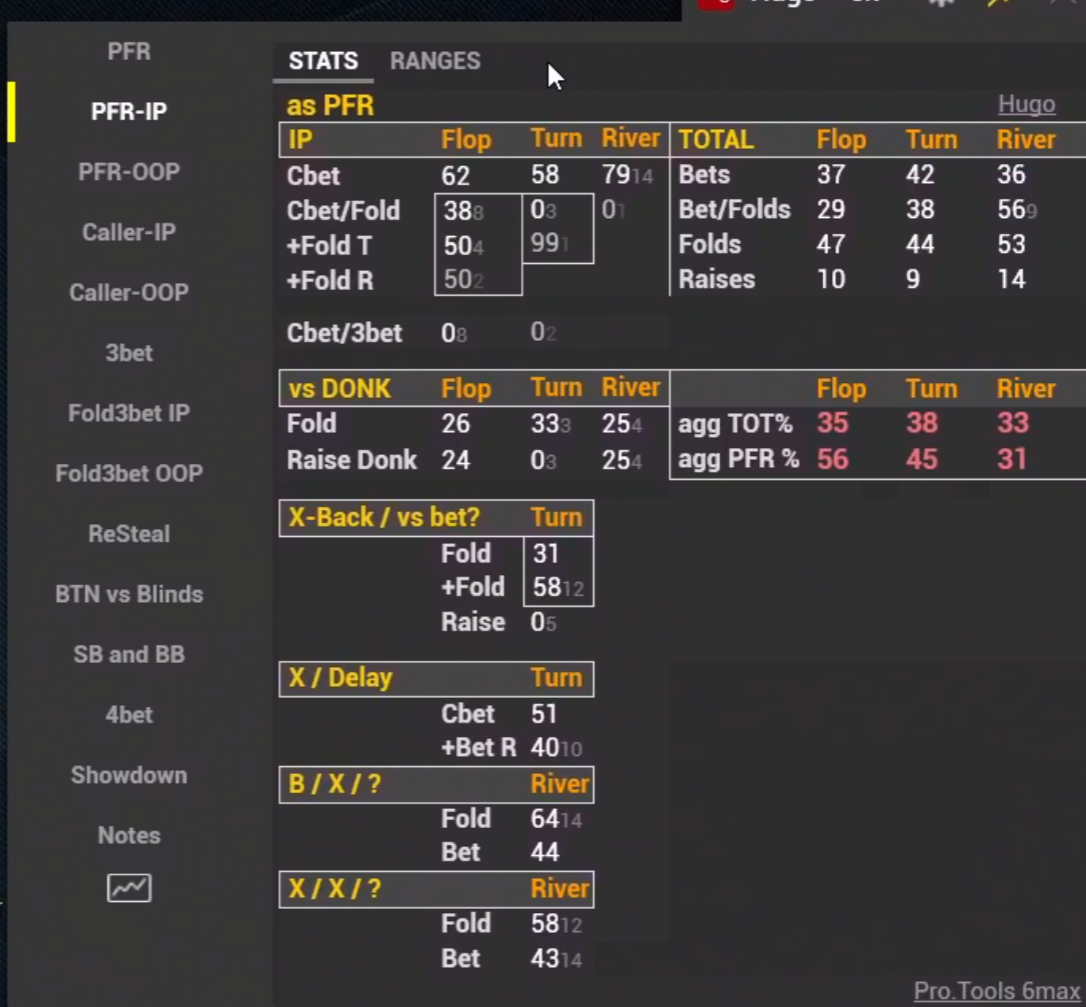 PFR
PFR-IP
PFR-OOP
Caller-IP
Caller-OOP
3bet
Fold3bet IP
Fold3bet OOP
ReSteal
BTN vs Blinds
SB and BB
4bet
Showdown
Notes
STATS RANGES
as PFR Hugo
IP Flop Turn River TOTAL Flop Turn River
Cbet 62 58 79 14 Bets 37 42 36
Cbet/Fold 38 8 0 3 0 1 Bet/Folds 29 38 56 9
+Fold T 50 4 99 1 Folds 47 44 53
+Fold R 50 2 Raises 10 9 14
Cbet/3bet 0 8 0 2
vs DONK Flop Turn River Flop Turn River
Fold 26 33 3 25 4 agg TOT% 35 38 33
Raise Donk 24 0 3 25 4 agg PFR % 56 45 31
X-Back / vs bet? Turn
Fold 31
+Fold 58 12
Raise 0 5
X / Delay Turn
Cbet 51
+Bet R 40 10
B / X / ? River
Fold 64 14
Bet 44
X / X / ? River
Fold 58 12
Bet 43 14
Pro.Tools 6max